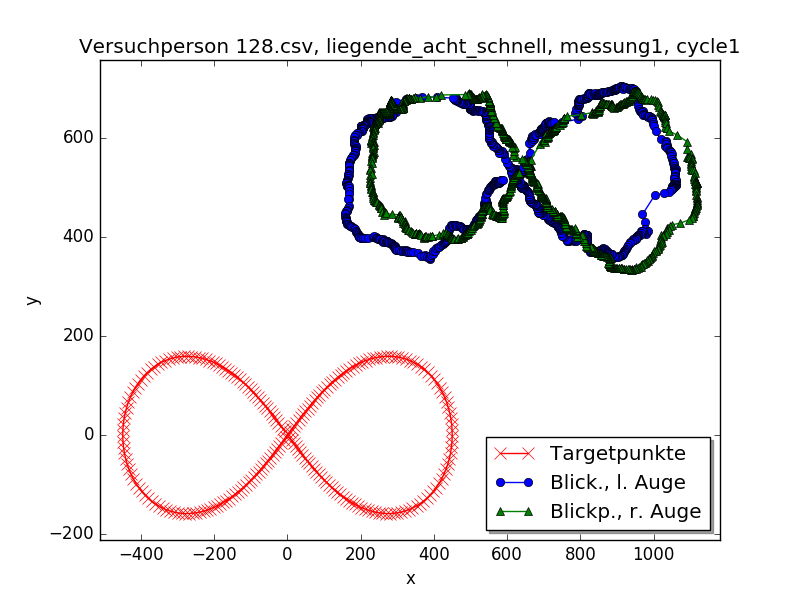 Versuchperson 128.csv, liegende_acht_schnell, messung1, cycle1
600
400
y
200
0
−200
Targetpunkte
Blick., l. Auge
Blickp., r. Auge
−400 −200 0 200 400 600 800 1000
x